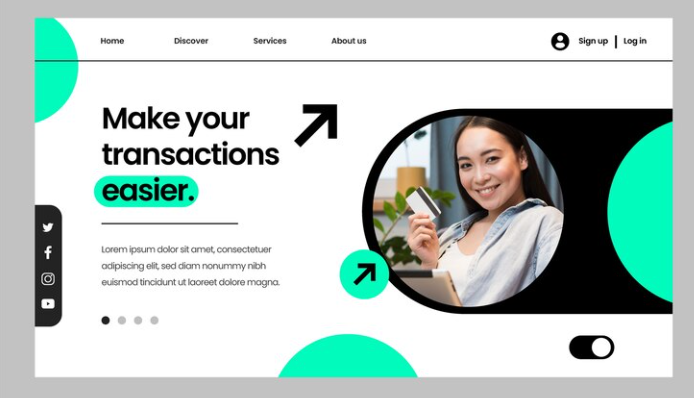 Home
Discover
Services
About us
Sign up | Log in
Make your
transactions
easier.
Lorem ipsum dolor sit amet, consectetuer
adipiscing elit, sed diam nonummy nibh
euismod tincidunt ut laoreet dolore magna.